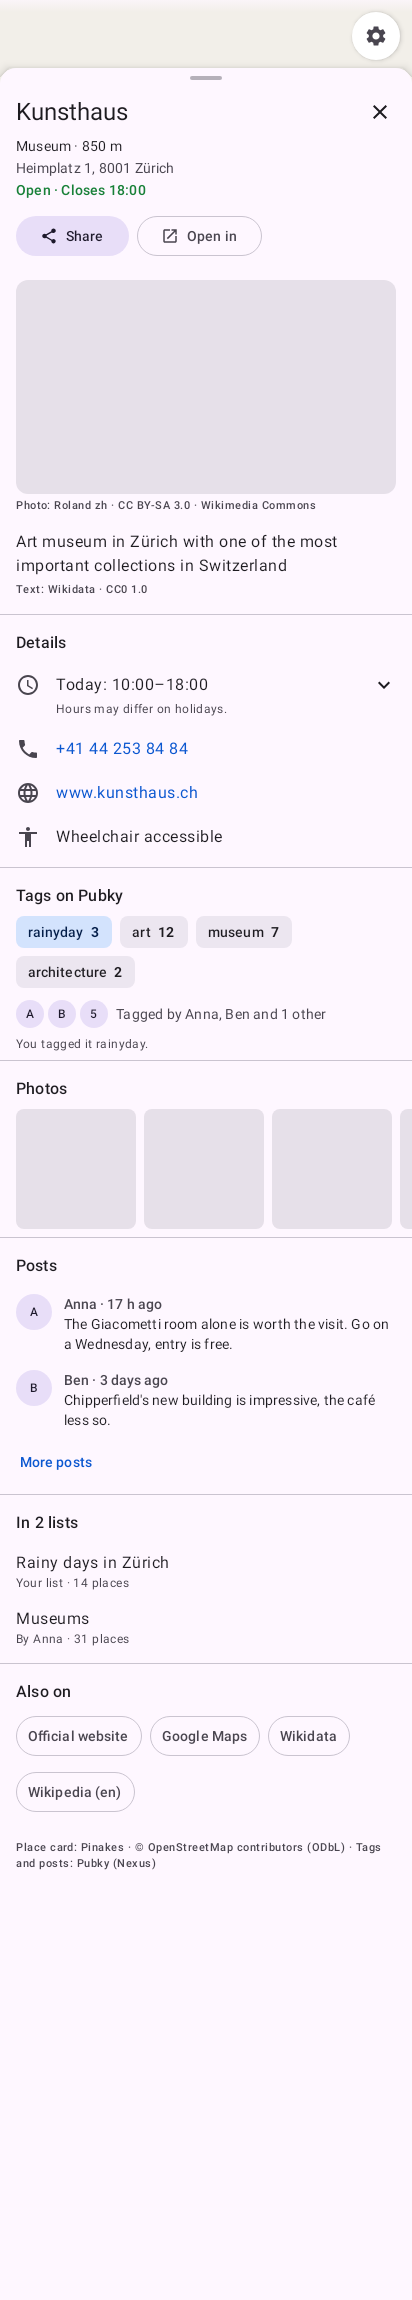 Kunsthaus
Museum · 850 m
Heimplatz 1, 8001 Zürich
Open · Closes 18:00
Share
Open in
Photo: Roland zh · CC BY-SA 3.0 · Wikimedia Commons
Art museum in Zürich with one of the most
important collections in Switzerland
Text: Wikidata · CC0 1.0
Details
Today: 10:00–18:00
Hours may differ on holidays.
+41 44 253 84 84
www.kunsthaus.ch
Wheelchair accessible
Tags on Pubky
rainyday 3
art 12
museum 7
architecture 2
A B 5 Tagged by Anna, Ben and 1 other
You tagged it rainyday.
Photos
Posts
A
Anna · 17 h ago
The Giacometti room alone is worth the visit. Go on
a Wednesday, entry is free.
B
Ben · 3 days ago
Chipperfield's new building is impressive, the café
less so.
More posts
In 2 lists
Rainy days in Zürich
Your list · 14 places
Museums
By Anna · 31 places
Also on
Official website
Google Maps
Wikidata
Wikipedia (en)
Place card: Pinakes · © OpenStreetMap contributors (ODbL) · Tags
and posts: Pubky (Nexus)